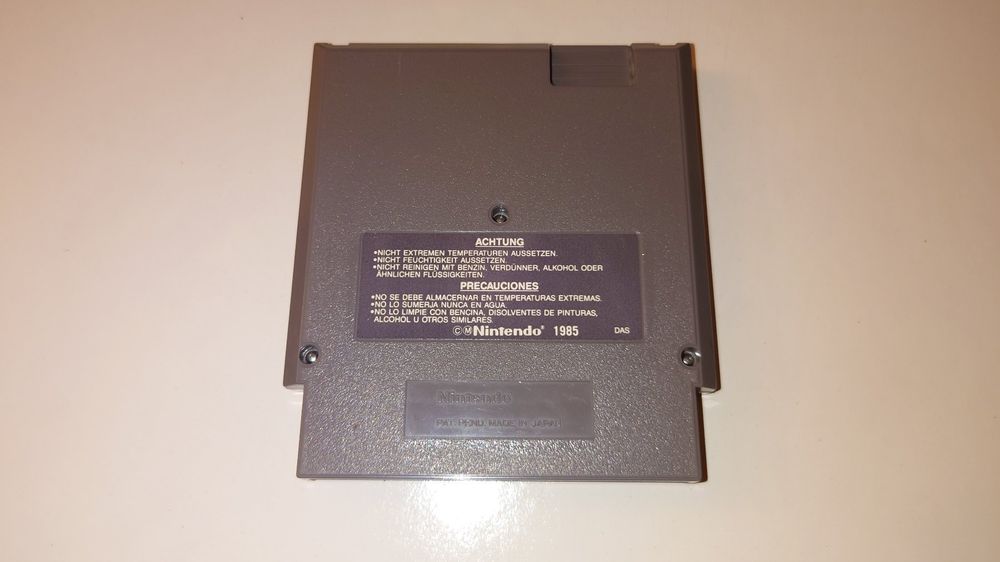 ACHTUNG
•NICHT EXTREMEN TEMPERATUREN AUSSETZEN.
•NICHT FEUCHTIGKEIT AUSSETZEN.
•NICHT REINIGEN MIT BENZIN, VERDÜNNER, ALKOHOL ODER
ÄHNLICHEN FLÜSSIGKEITEN.
PRECAUCIONES
•NO SE DEBE ALMACERNAR EN TEMPERATURAS EXTREMAS.
•NO LO SUMERJA NUNCA EN AGUA.
•NO LO LIMPIE CON BENCINA, DISOLVENTES DE PINTURAS,
ALCOHOL U OTROS SIMILARES.
©Ⓜ Nintendo® 1985 DAS
Nintendo
PAT. PEND. MADE IN JAPAN